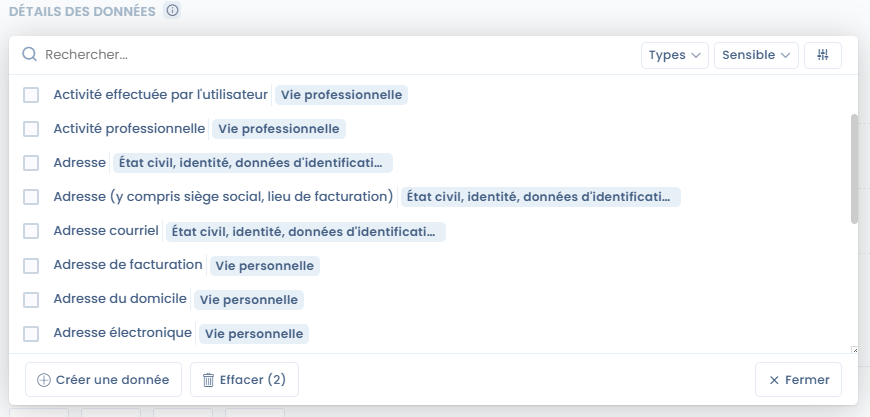 DÉTAILS DES DONNÉES
Rechercher...
Types
Sensible
Activité effectuée par l'utilisateur Vie professionnelle
Activité professionnelle Vie professionnelle
Adresse État civil, identité, données d'identificati...
Adresse (y compris siège social, lieu de facturation) État civil, identité, données d'identificati...
Adresse courriel État civil, identité, données d'identificati...
Adresse de facturation Vie personnelle
Adresse du domicile Vie personnelle
Adresse électronique Vie personnelle
Créer une donnée
Effacer (2)
Fermer